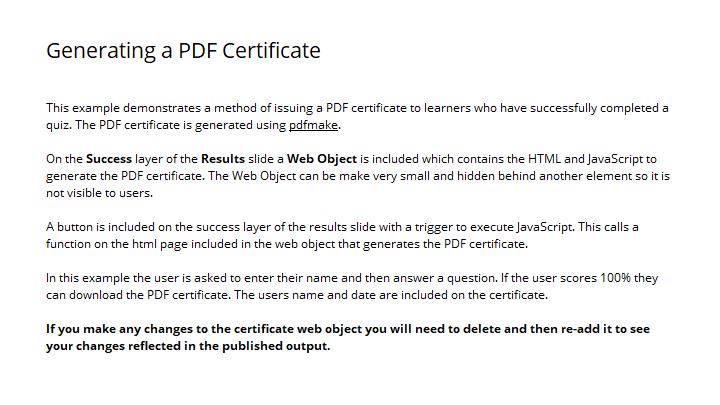 Generating a PDF Certificate
This example demonstrates a method of issuing a PDF certificate to learners who have successfully completed a
quiz. The PDF certificate is generated using pdfmake.
On the Success layer of the Results slide a Web Object is included which contains the HTML and JavaScript to
generate the PDF certificate. The Web Object can be make very small and hidden behind another element so it is
not visible to users.
A button is included on the success layer of the results slide with a trigger to execute JavaScript. This calls a
function on the html page included in the web object that generates the PDF certificate.
In this example the user is asked to enter their name and then answer a question. If the user scores 100% they
can download the PDF certificate. The users name and date are included on the certificate.
If you make any changes to the certificate web object you will need to delete and then re-add it to see
your changes reflected in the published output.